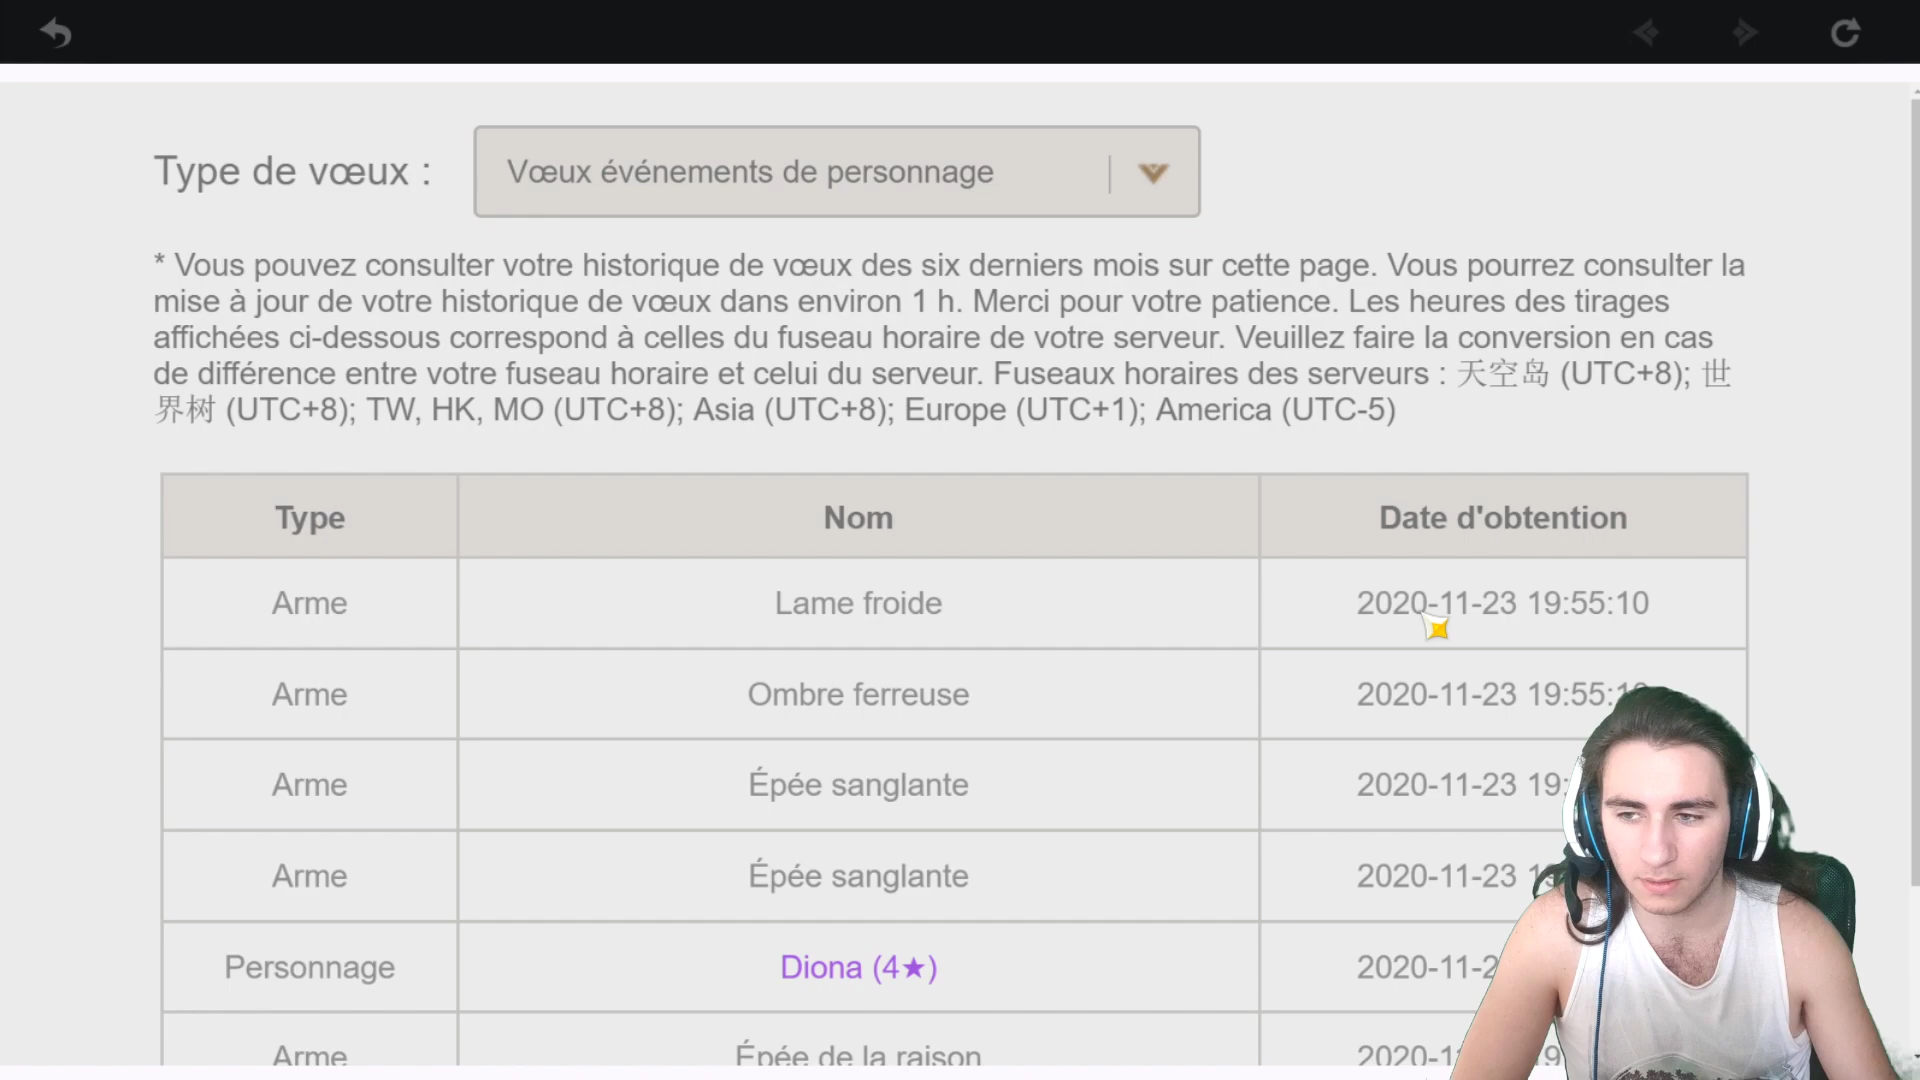 Type de vœux :
Vœux événements de personnage
* Vous pouvez consulter votre historique de vœux des six derniers mois sur cette page. Vous pourrez consulter la
mise à jour de votre historique de vœux dans environ 1 h. Merci pour votre patience. Les heures des tirages
affichées ci-dessous correspond à celles du fuseau horaire de votre serveur. Veuillez faire la conversion en cas
de différence entre votre fuseau horaire et celui du serveur. Fuseaux horaires des serveurs : 天空岛 (UTC+8); 世
界树 (UTC+8); TW, HK, MO (UTC+8); Asia (UTC+8); Europe (UTC+1); America (UTC-5)
Type Nom Date d'obtention
Arme Lame froide 2020-11-23 19:55:10
Arme Ombre ferreuse 2020-11-23 19:55:10
Arme Épée sanglante 2020-11-23
Arme Épée sanglante 2020-11-23
Personnage Diona (4★)
Arme Épée de la raison